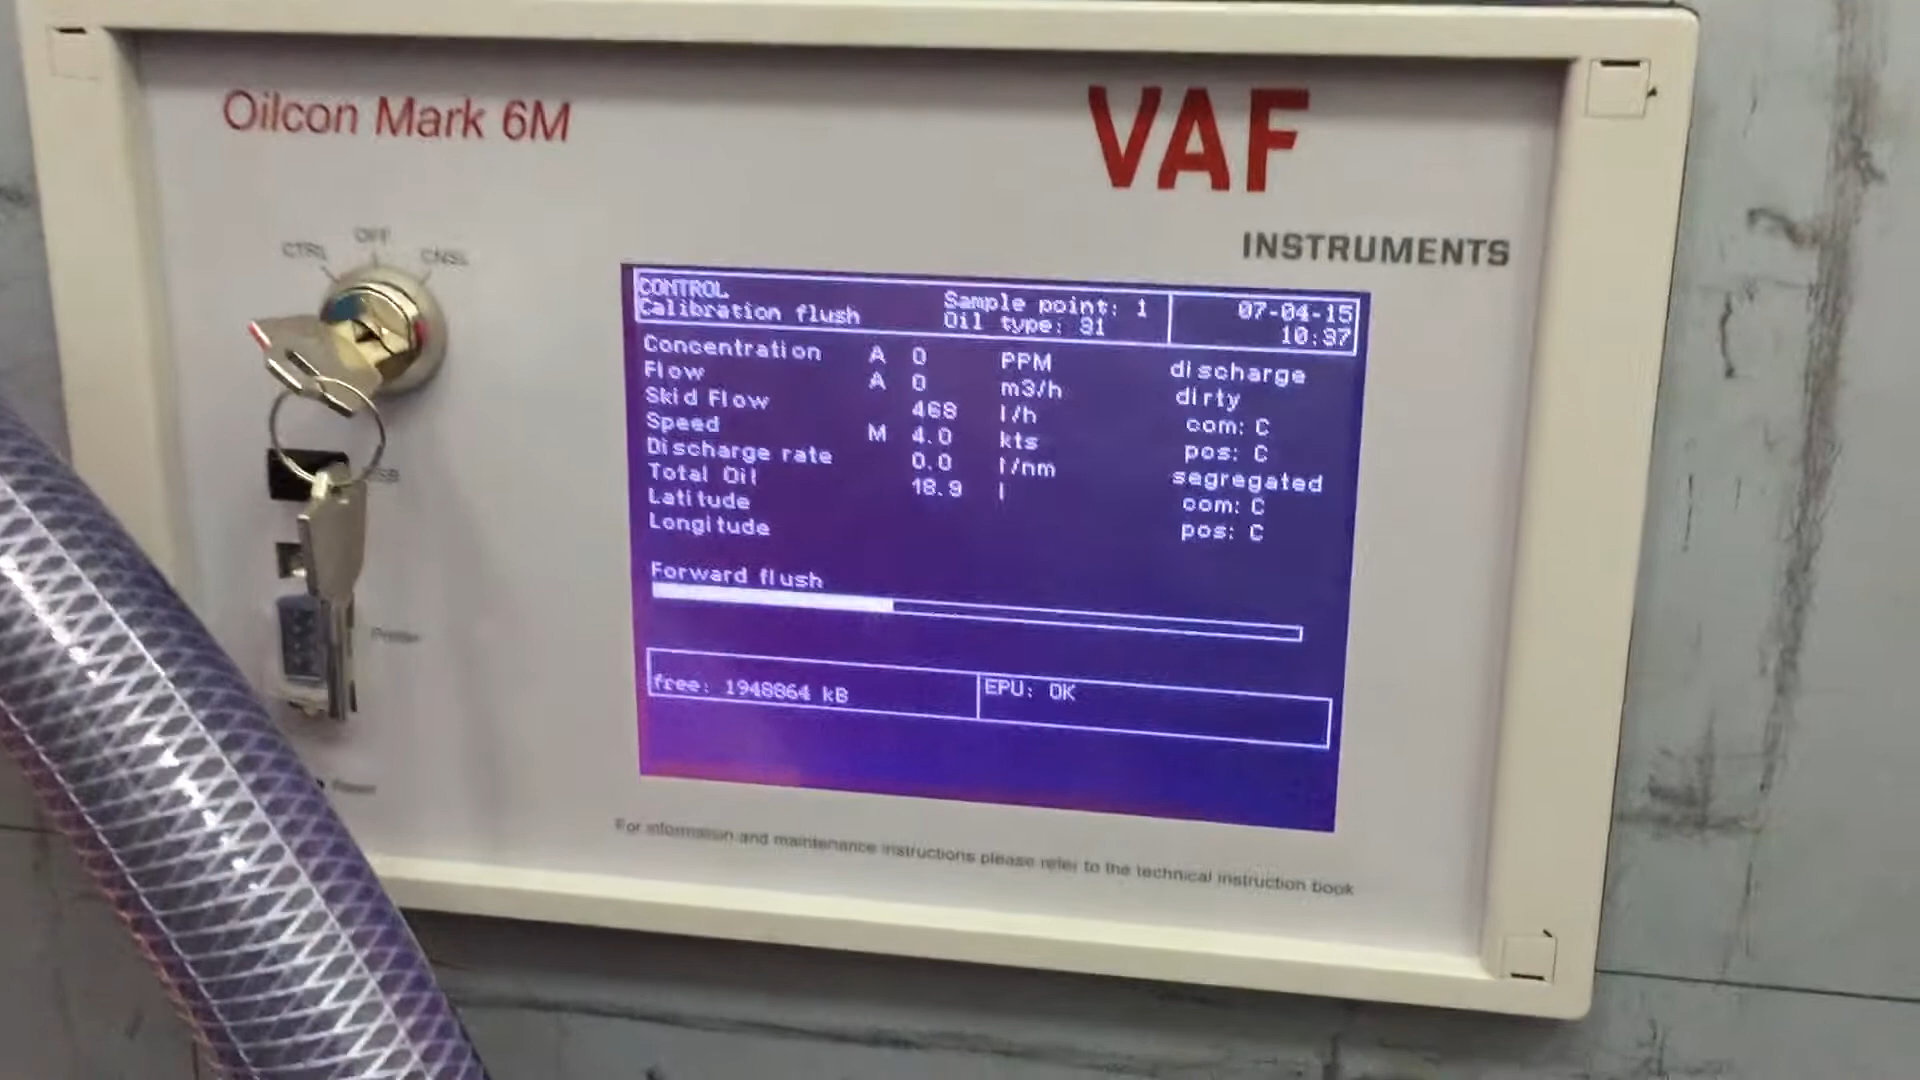 Oilcon Mark 6M
VAF
INSTRUMENTS
CTRL OFF CNSL
CONTROL
Calibration flush
Sample point: 1
Oil type: 31
07-04-15
10:37
Concentration A 0 PPM
Flow A 0 m3/h
Skid Flow 468 l/h
Speed M 4.0 kts
Discharge rate 0.0 l/nm
Total Oil 18.9 l
Latitude
Longitude
discharge
dirty
com: C
pos: C
segregated
com: C
pos: C
Forward flush
free: 1948864 kB
EPU: OK
Printer
Power
For information and maintenance instructions please refer to the technical instruction book